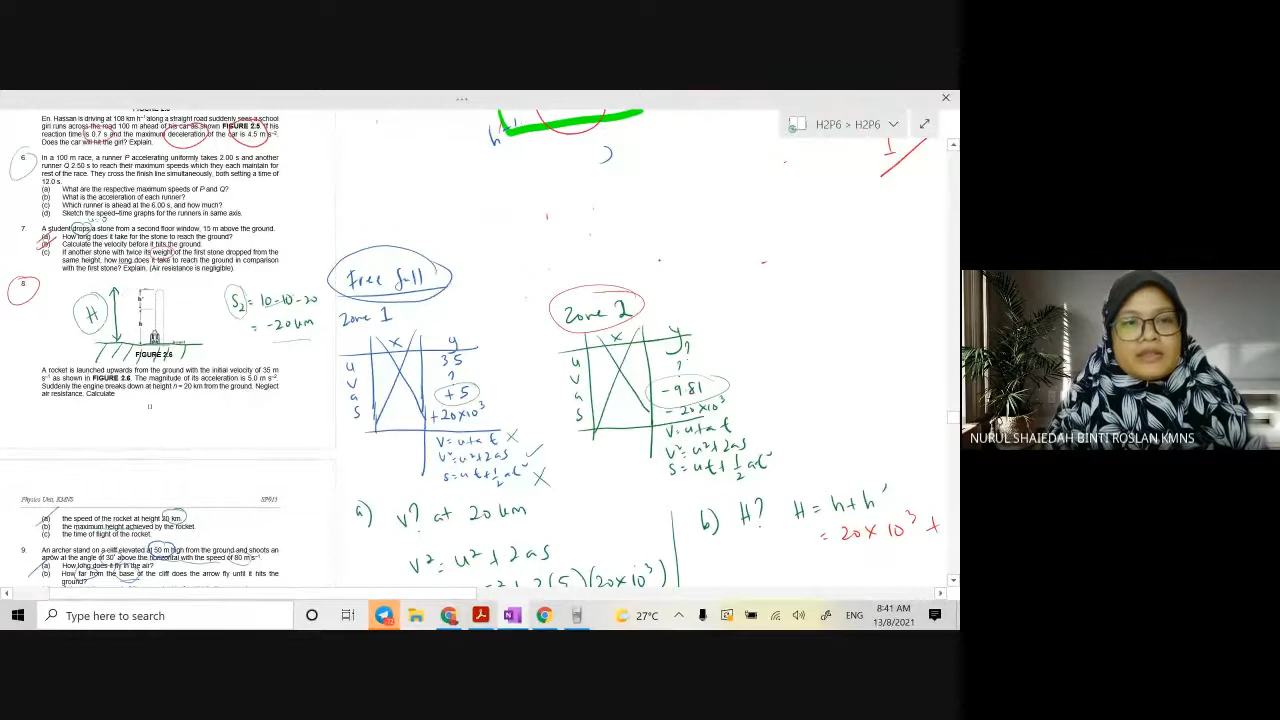 En. Hassan is driving at 108 km h⁻¹ along a straight road suddenly sees a school
girl runs across the road 100 m ahead of his car as shown FIGURE 2.5. If his
reaction time is 0.7 s and the maximum deceleration of the car is 4.5 m s⁻².
Does the car will hit the girl? Explain.
6 In a 100 m race, a runner P accelerating uniformly takes 2.00 s and another
runner Q 2.50 s to reach their maximum speeds which they each maintain for
rest of the race. They cross the finish line simultaneously, both setting a time of
12.0 s.
(a) What are the respective maximum speeds of P and Q?
(b) What is the acceleration of each runner?
(c) Which runner is ahead at the 6.00 s, and how much?
(d) Sketch the speed–time graphs for the runners in same axis.
u=0
7. A student drops a stone from a second floor window, 15 m above the ground.
(a) How long does it take for the stone to reach the ground?
(b) Calculate the velocity before it hits the ground.
(c) If another stone with twice its weight of the first stone dropped from the
same height, how long does it take to reach the ground in comparison
with the first stone? Explain. (Air resistance is negligible).
8
H
h'
h
S₂ = 10-10-20
= -20 km
FIGURE 2.6
A rocket is launched upwards from the ground with the initial velocity of 35 m
s⁻¹ as shown in FIGURE 2.6. The magnitude of its acceleration is 5.0 m s⁻².
Suddenly the engine breaks down at height h = 20 km from the ground. Neglect
air resistance. Calculate
Physics Unit, KMNS SP015
(a) the speed of the rocket at height 20 km.
(b) the maximum height achieved by the rocket.
(c) the time of flight of the rocket.
9. An archer stand on a cliff elevated at 50 m high from the ground and shoots an
arrow at the angle of 30° above the horizontal with the speed of 80 m s⁻¹.
(a) How long does it fly in the air?
(b) How far from the base of the cliff does the arrow fly until it hits the
ground?
H2P6 > H2P6
Free fall
Zone 1
x y
u 35
v ?
a +5
s +20×10³
v = u+at ×
v² = u²+2as ✓
s = ut+½at² ×
Zone 2
x y
u ?
v ?
a -9.81
s -20×10³
v = u+at
v² = u²+2as
s = ut+½at²
a) v? at 20 km
v² = u² + 2as
2(5)(20×10³)
b) H? H = h+h'
= 20×10³ +
NURUL SHAIEDAH BINTI ROSLAN KMNS
Type here to search
27°C
ENG
8:41 AM
13/8/2021